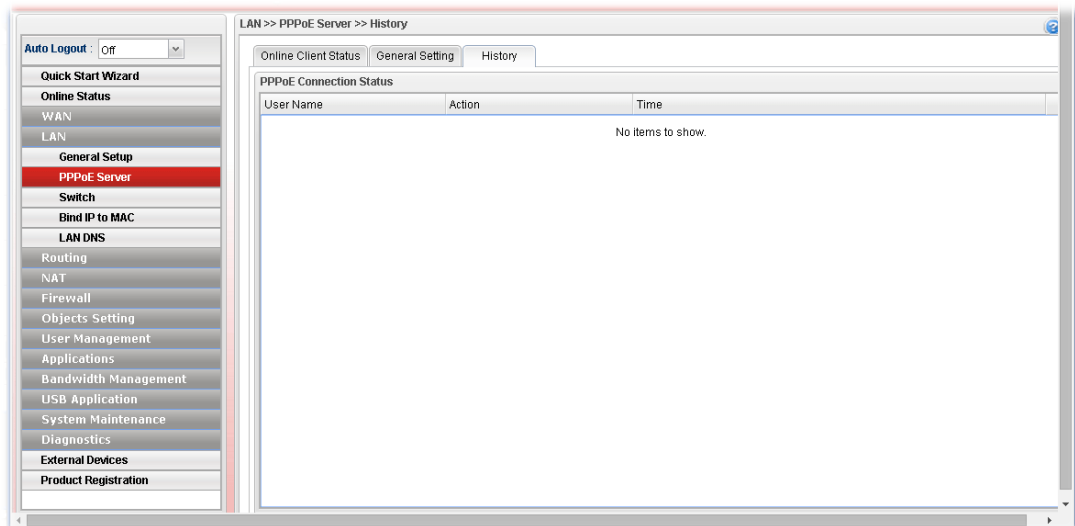 LAN >> PPPoE Server >> History
Auto Logout : Off
Online Client Status General Setting History
Quick Start Wizard
Online Status
WAN
LAN
General Setup
PPPoE Server
Switch
Bind IP to MAC
LAN DNS
Routing
NAT
Firewall
Objects Setting
User Management
Applications
Bandwidth Management
USB Application
System Maintenance
Diagnostics
External Devices
Product Registration
PPPoE Connection Status
User Name Action Time
No items to show.